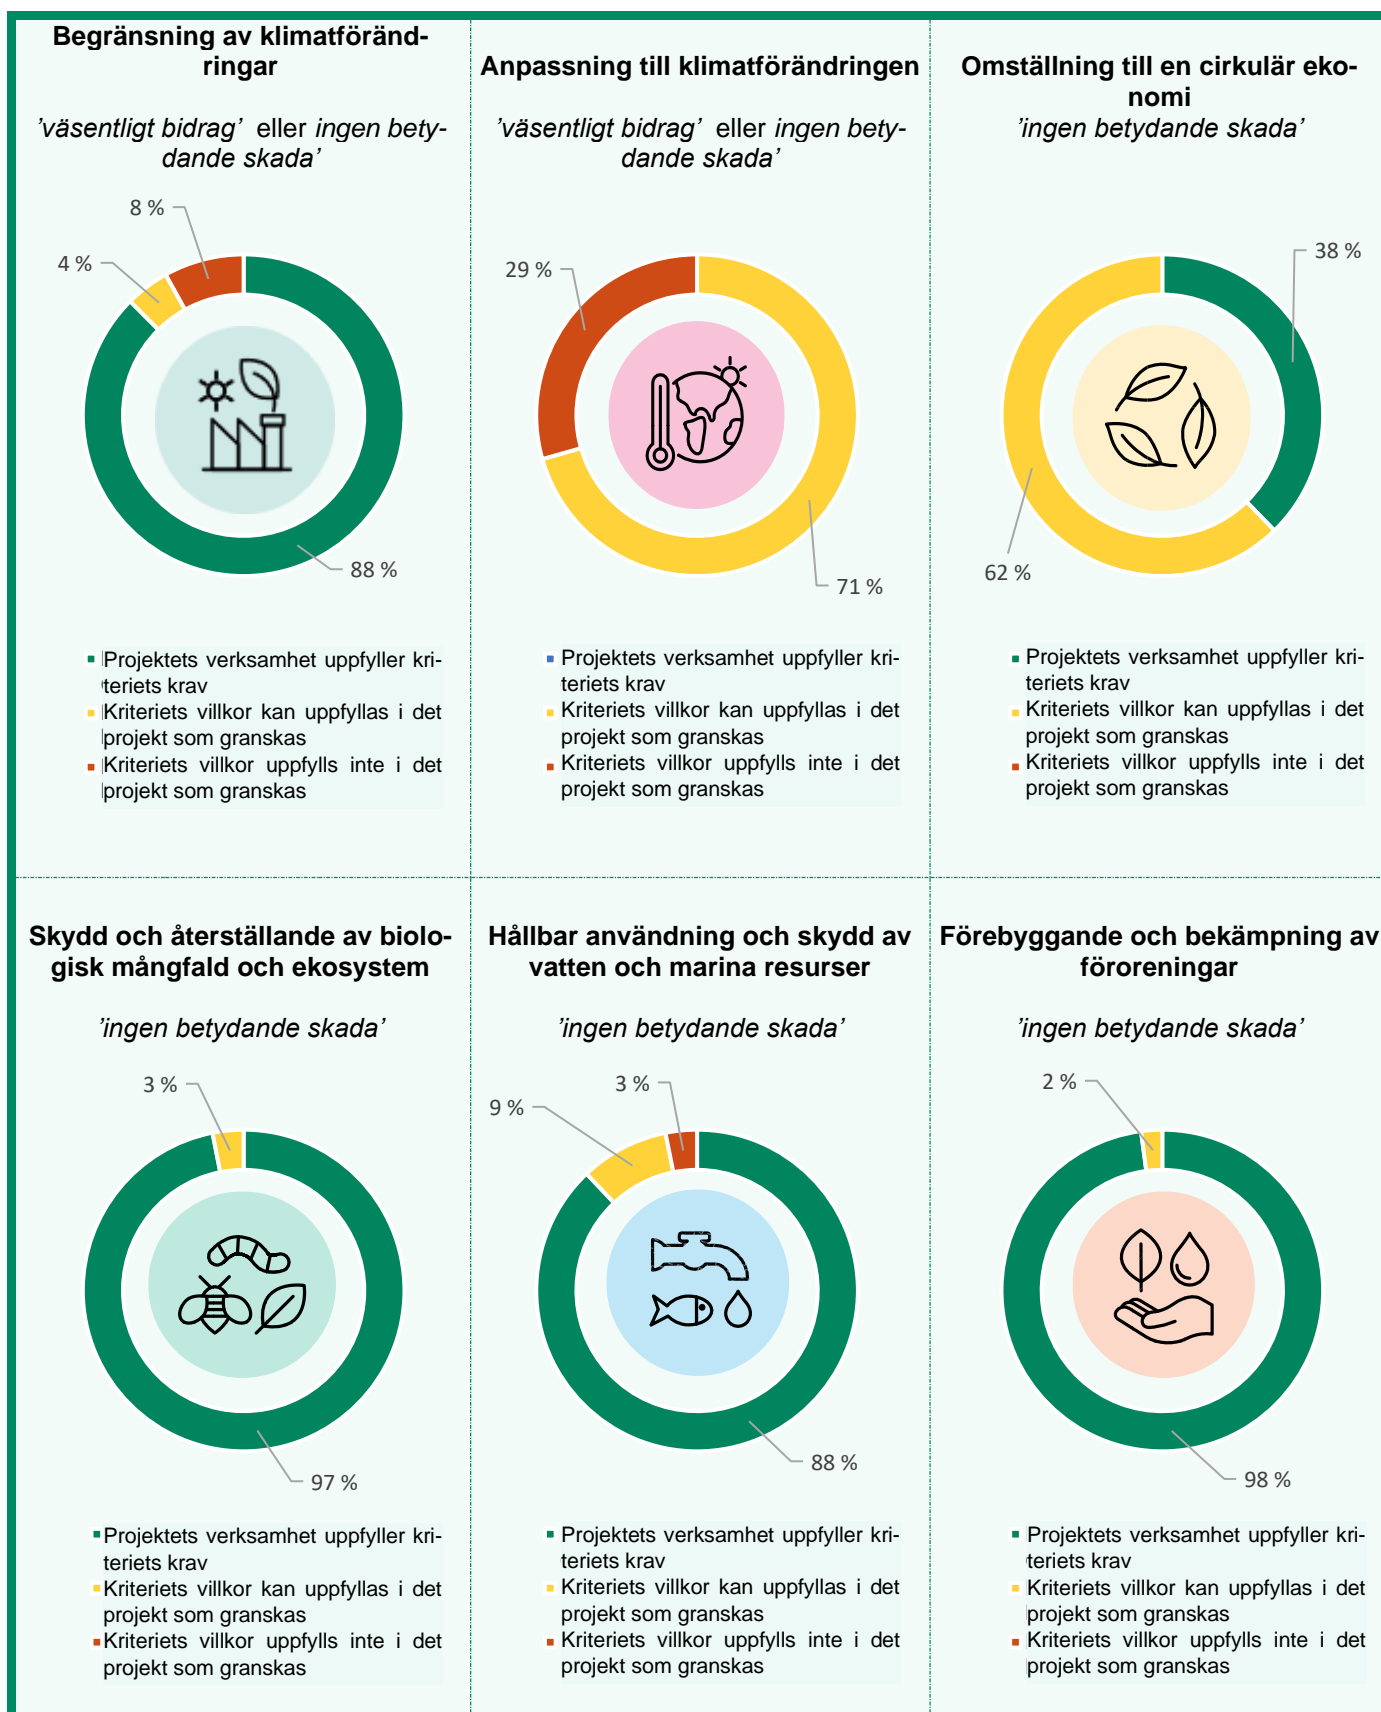 Begränsning av klimatföränd-
ringar
’väsentligt bidrag’ eller ingen bety-
dande skada’
8 %
4 %
88 %
Projektets verksamhet uppfyller kri-
teriets krav
Kriteriets villkor kan uppfyllas i det
projekt som granskas
Kriteriets villkor uppfylls inte i det
projekt som granskas
Anpassning till klimatförändringen
’väsentligt bidrag’ eller ingen bety-
dande skada’
29 %
71 %
Projektets verksamhet uppfyller kri-
teriets krav
Kriteriets villkor kan uppfyllas i det
projekt som granskas
Kriteriets villkor uppfylls inte i det
projekt som granskas
Omställning till en cirkulär eko-
nomi
’ingen betydande skada’
38 %
62 %
Projektets verksamhet uppfyller kri-
teriets krav
Kriteriets villkor kan uppfyllas i det
projekt som granskas
Kriteriets villkor uppfylls inte i det
projekt som granskas
Skydd och återställande av biolo-
gisk mångfald och ekosystem
’ingen betydande skada’
3 %
97 %
Projektets verksamhet uppfyller kri-
teriets krav
Kriteriets villkor kan uppfyllas i det
projekt som granskas
Kriteriets villkor uppfylls inte i det
projekt som granskas
Hållbar användning och skydd av
vatten och marina resurser
’ingen betydande skada’
3 %
9 %
88 %
Projektets verksamhet uppfyller kri-
teriets krav
Kriteriets villkor kan uppfyllas i det
projekt som granskas
Kriteriets villkor uppfylls inte i det
projekt som granskas
Förebyggande och bekämpning av
föroreningar
’ingen betydande skada’
2 %
98 %
Projektets verksamhet uppfyller kri-
teriets krav
Kriteriets villkor kan uppfyllas i det
projekt som granskas
Kriteriets villkor uppfylls inte i det
projekt som granskas